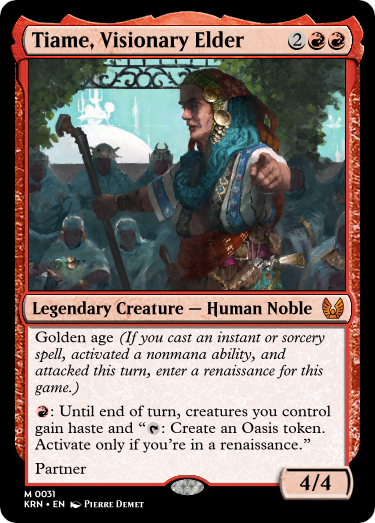 Tiame, Visionary Elder 2
Legendary Creature — Human Noble
Golden age (If you cast an instant or sorcery
spell, activated a nonmana ability, and
attacked this turn, enter a renaissance for this
game.)
: Until end of turn, creatures you control
gain haste and “: Create an Oasis token.
Activate only if you’re in a renaissance.”
Partner
4/4
M 0031
KRN • EN Pierre Demet